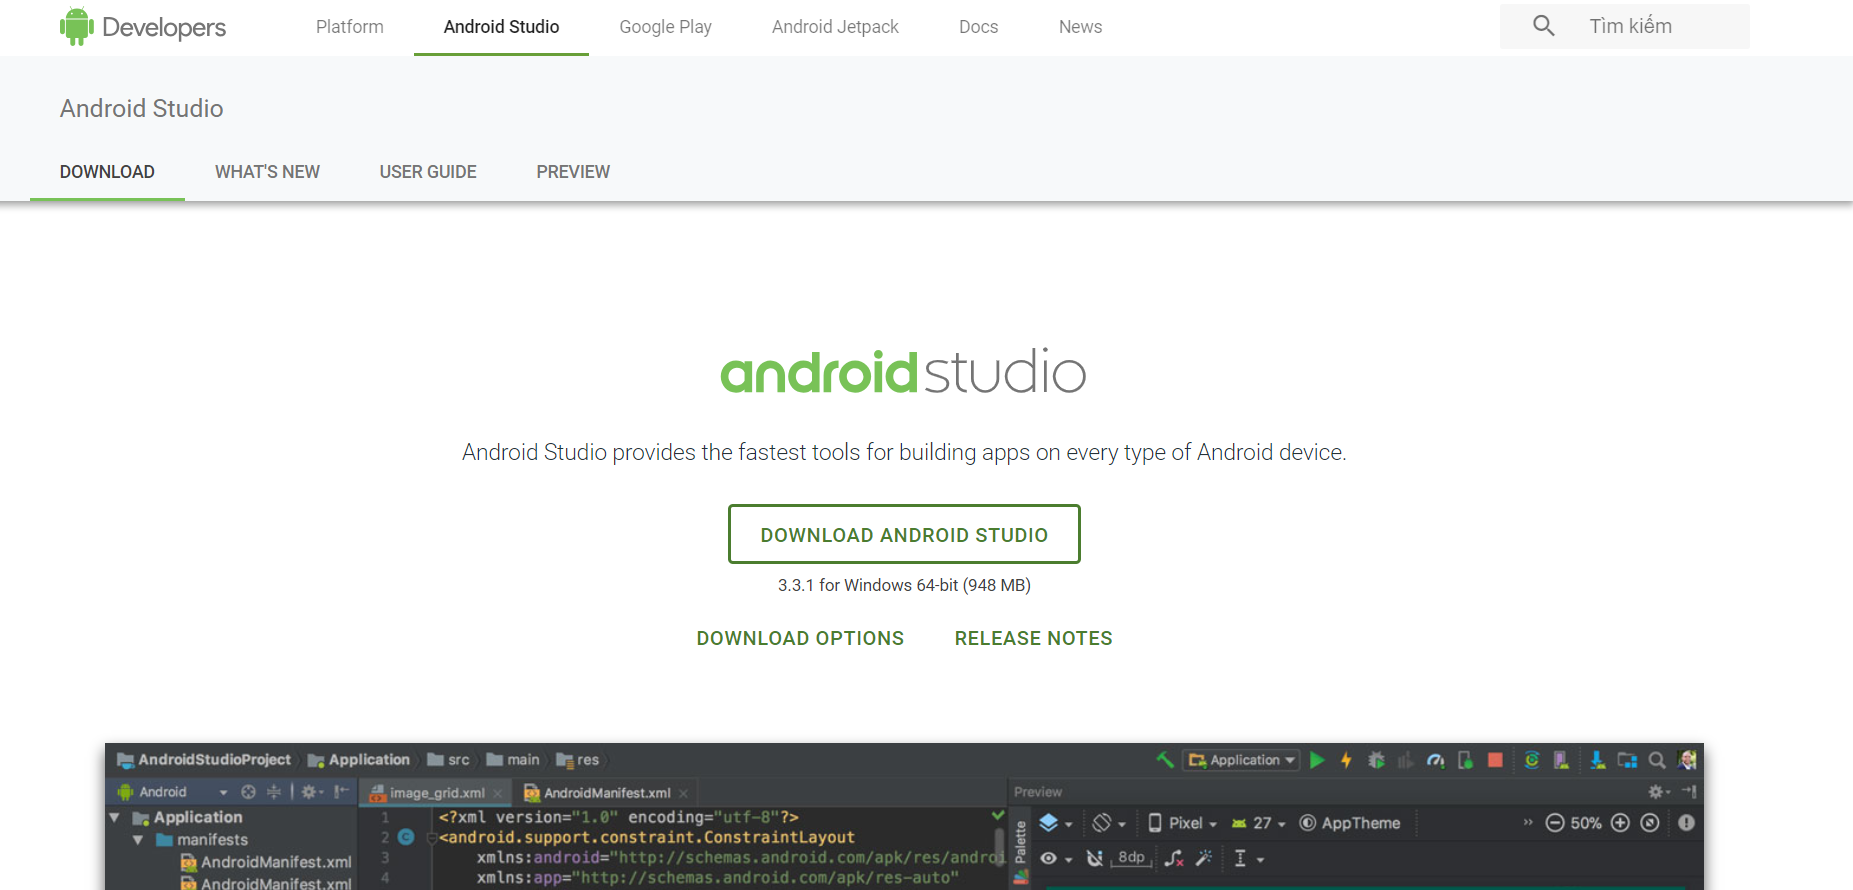 Developers Platform Android Studio Google Play Android Jetpack Docs News Tìm kiếm
Android Studio
DOWNLOAD WHAT'S NEW USER GUIDE PREVIEW
androidstudio
Android Studio provides the fastest tools for building apps on every type of Android device.
DOWNLOAD ANDROID STUDIO
3.3.1 for Windows 64-bit (948 MB)
DOWNLOAD OPTIONS RELEASE NOTES
AndroidStudioProject Application src main res Application
Android image_grid.xml AndroidManifest.xml Preview
Application 1 <?xml version="1.0" encoding="utf-8"?> Palette Pixel 27 AppTheme » 50%
manifests 2 C <android.support.constraint.ConstraintLayout
AndroidManifest.xml 3 xmlns:android="http://schemas.android.com/apk/res/androi 8dp
AndroidManifest.xml 4 xmlns:app="http://schemas.android.com/apk/res-auto"